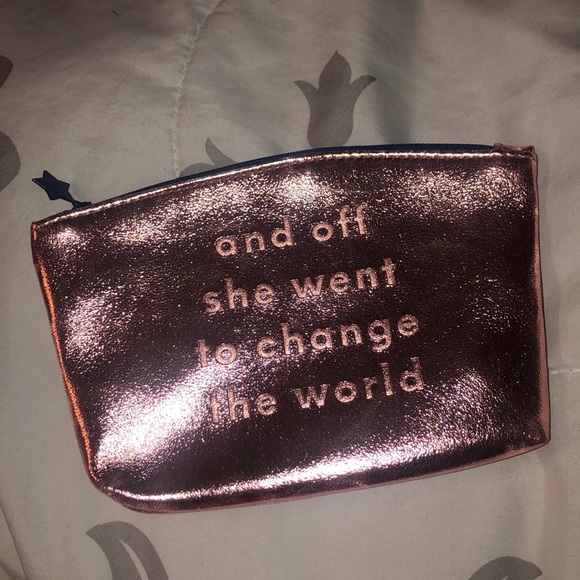 and off
she went
to change
the world